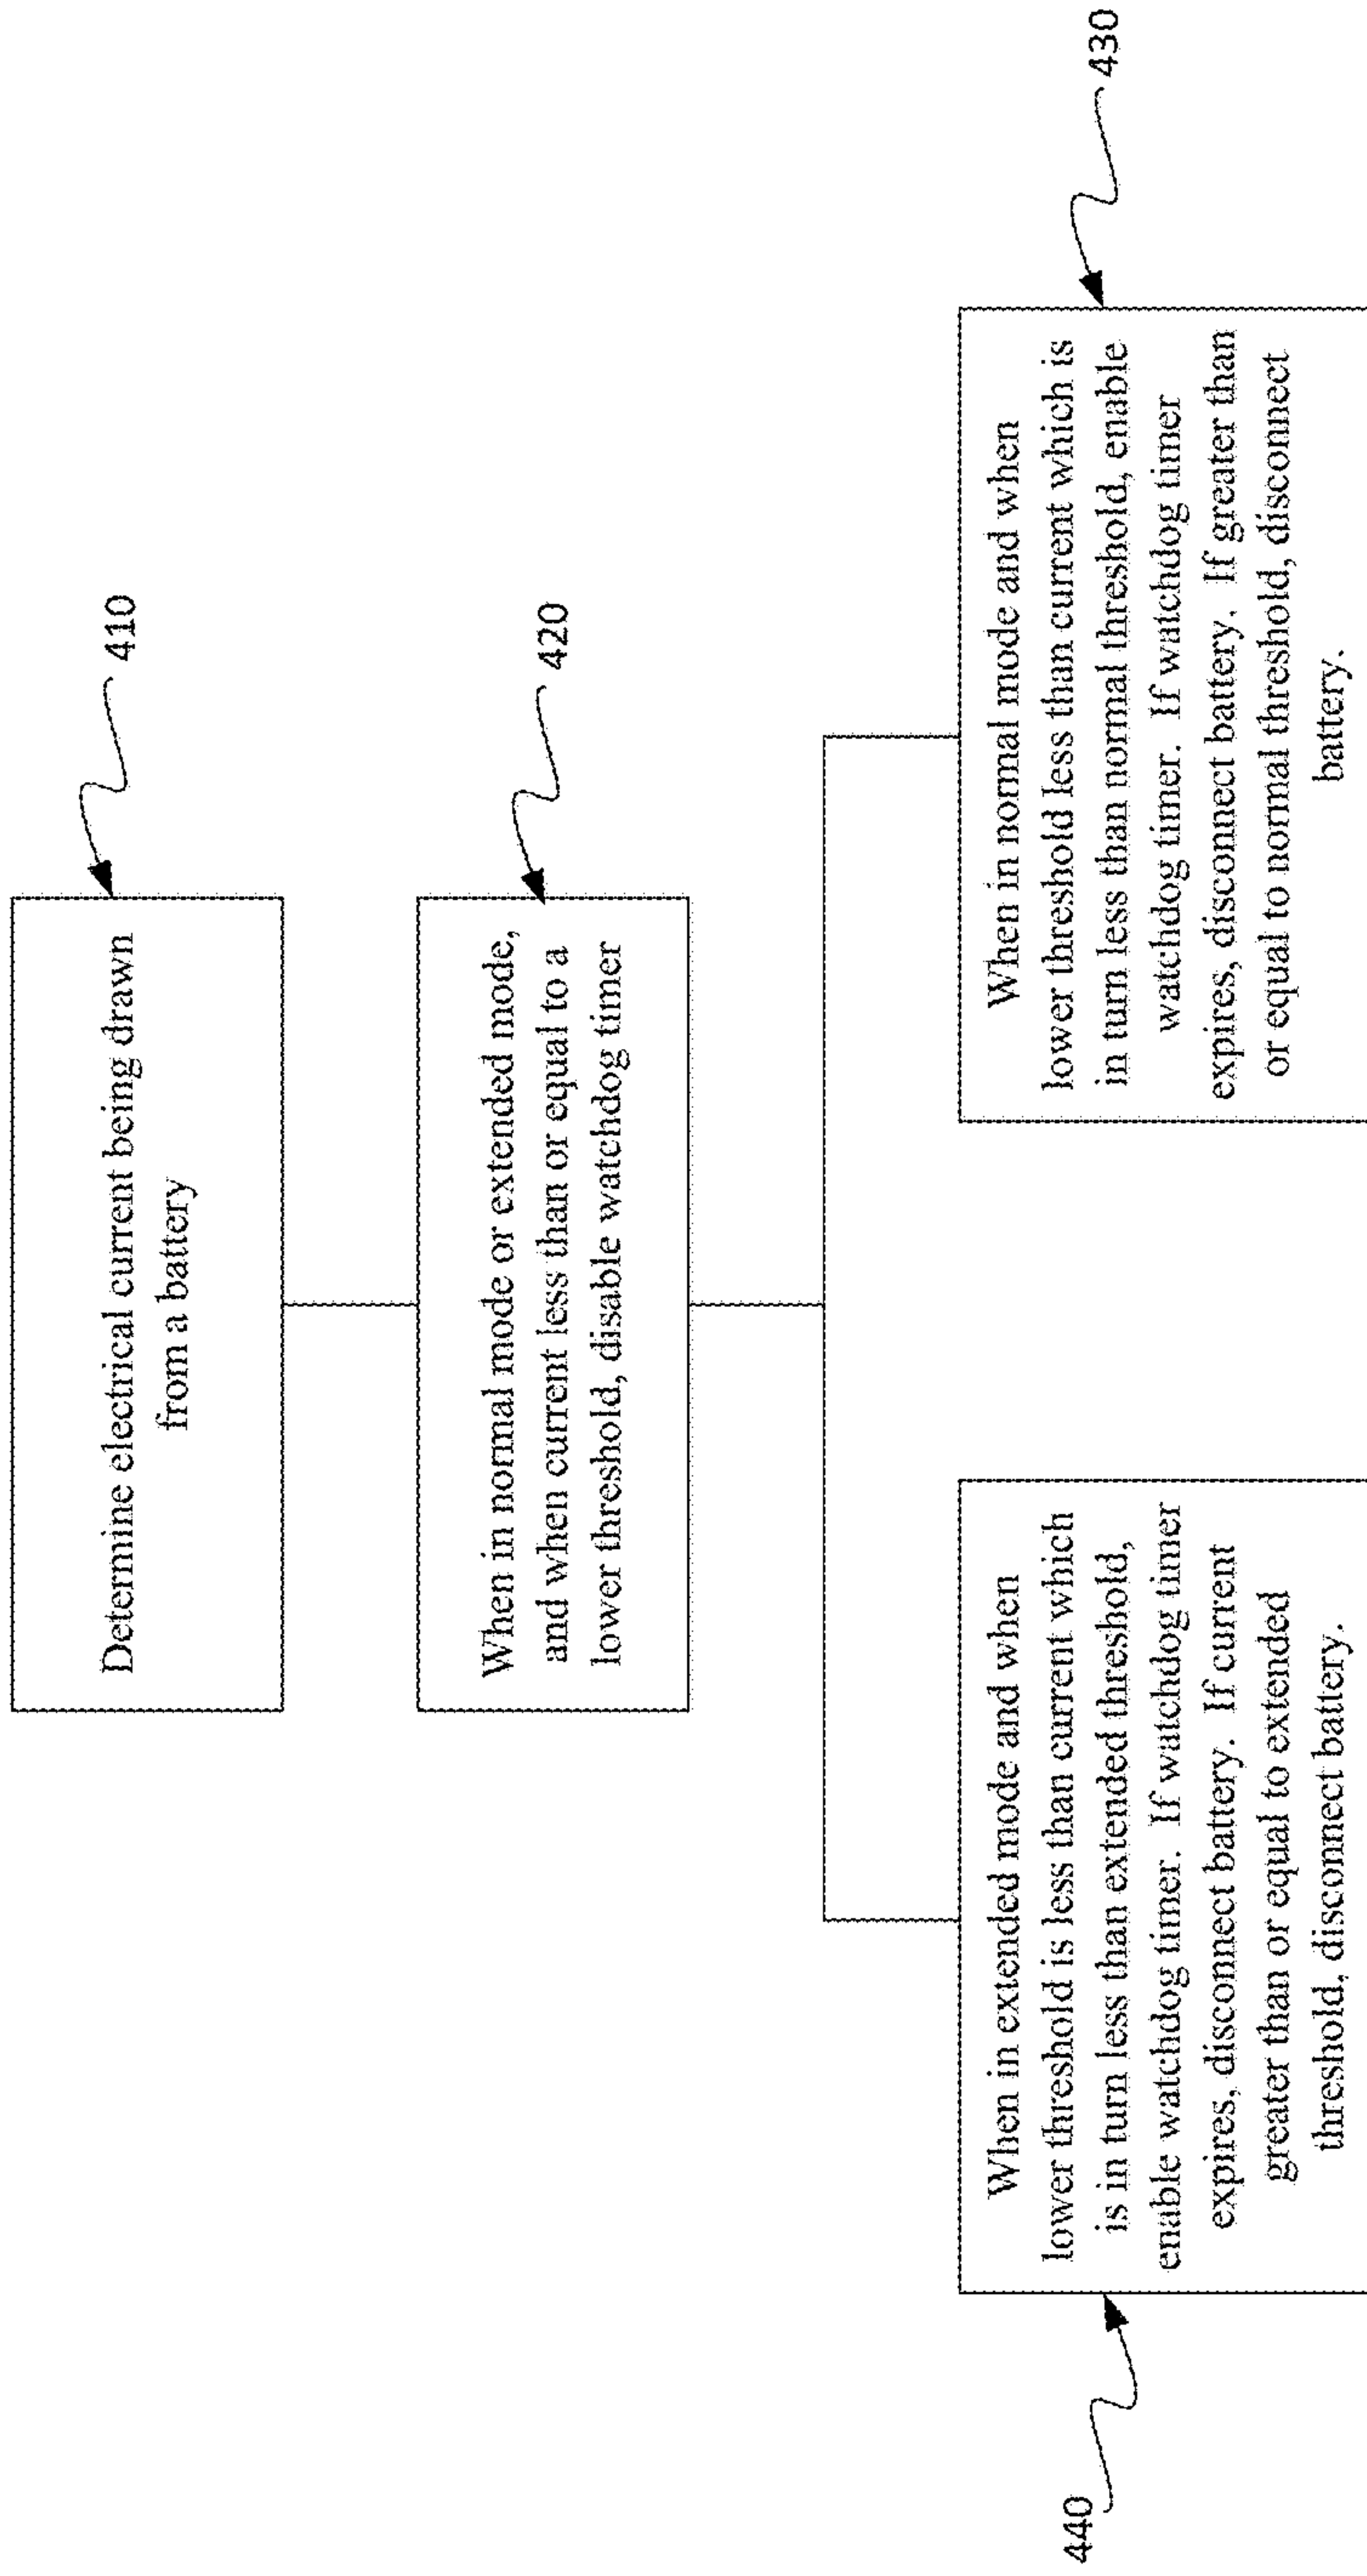 Determine electrical current being drawn
from a battery
410
When in normal mode or extended mode,
and when current less than or equal to a
lower threshold, disable watchdog timer
420
When in extended mode and when
lower threshold is less than current which
is in turn less than extended threshold,
enable watchdog timer. If watchdog timer
expires, disconnect battery. If current
greater than or equal to extended
threshold, disconnect battery.
440
When in normal mode and when
lower threshold less than current which is
in turn less than normal threshold, enable
watchdog timer. If watchdog timer
expires, disconnect battery. If greater than
or equal to normal threshold, disconnect
battery.
430